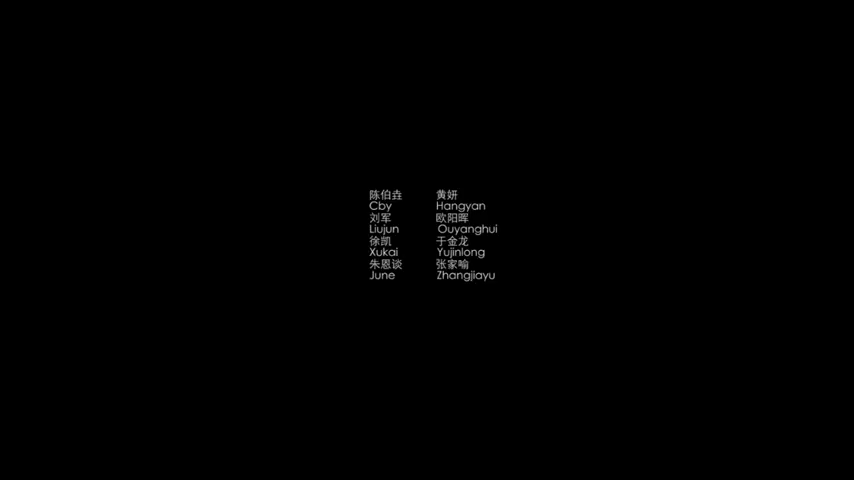 陈伯垚 黄妍
Cby Hangyan
刘军 欧阳晖
Liujun Ouyanghui
徐凯 于金龙
Xukai Yujinlong
朱恩谈 张家喻
June Zhangjiayu